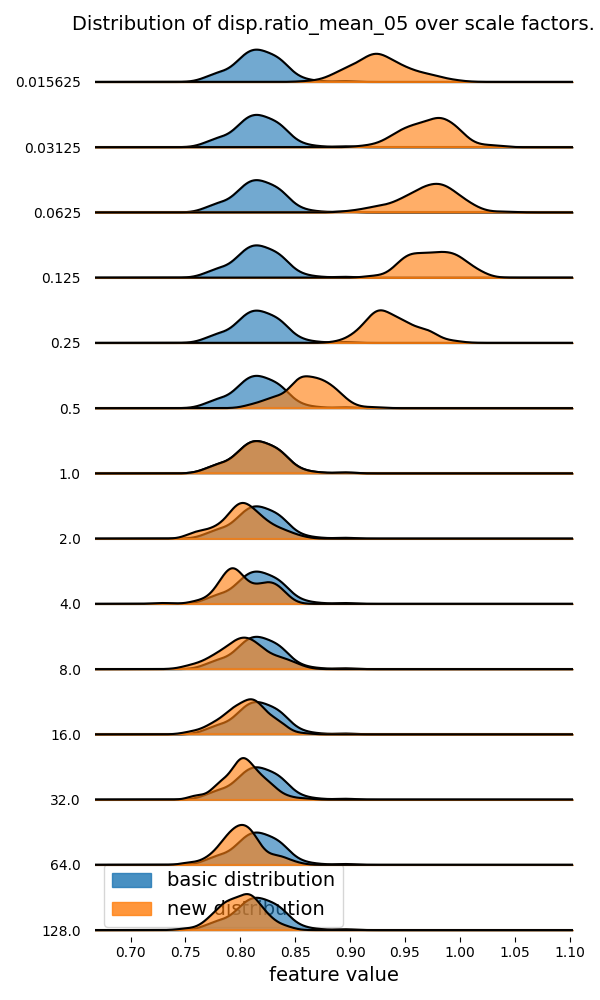 Distribution of disp.ratio_mean_05 over scale factors.
0.015625
0.03125
0.0625
0.125
0.25
0.5
1.0
2.0
4.0
8.0
16.0
32.0
64.0
basic distribution
new distribution
128.0
0.70 0.75 0.80 0.85 0.90 0.95 1.00 1.05 1.10
feature value